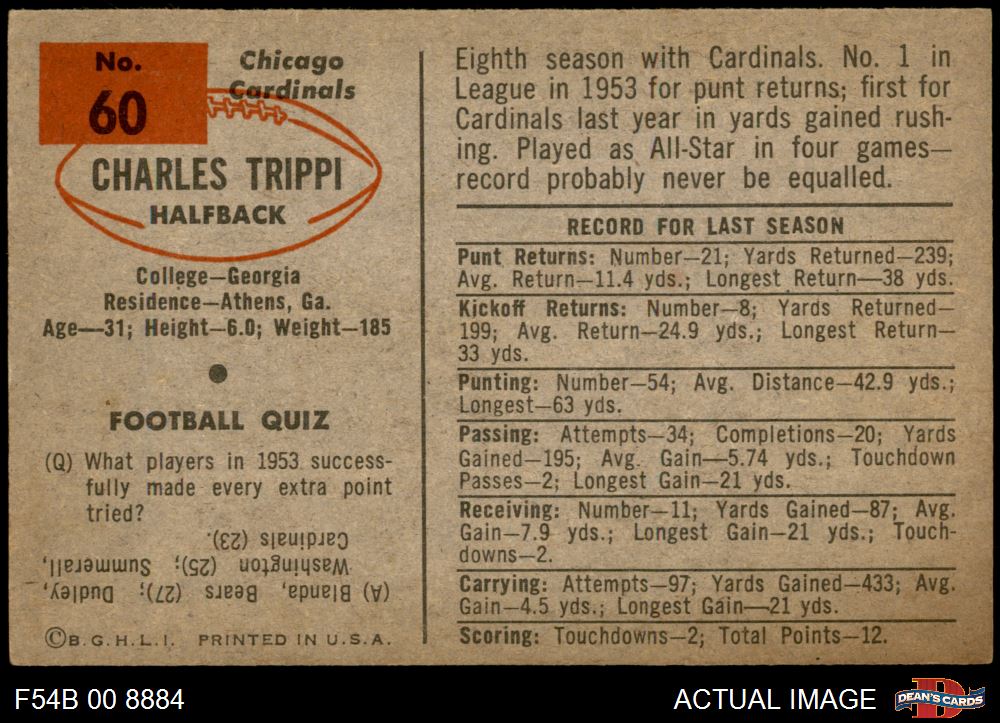 No.
60
Chicago
Cardinals
CHARLES TRIPPI
HALFBACK
College—Georgia
Residence—Athens, Ga.
Age—31; Height—6.0; Weight—185
FOOTBALL QUIZ
(Q) What players in 1953 success-
fully made every extra point
tried?
(A) Blanda, Bears (27); Dudley,
Washington (25); Summerall,
Cardinals (23).
©B.G.H.L.I. PRINTED IN U.S.A.
Eighth season with Cardinals. No. 1 in
League in 1953 for punt returns; first for
Cardinals last year in yards gained rush-
ing. Played as All-Star in four games—
record probably never be equalled.
RECORD FOR LAST SEASON
Punt Returns: Number—21; Yards Returned—239;
Avg. Return—11.4 yds.; Longest Return—38 yds.
Kickoff Returns: Number—8; Yards Returned—
199; Avg. Return—24.9 yds.; Longest Return—
33 yds.
Punting: Number—54; Avg. Distance—42.9 yds.;
Longest—63 yds.
Passing: Attempts—34; Completions—20; Yards
Gained—195; Avg. Gain—5.74 yds.; Touchdown
Passes—2; Longest Gain—21 yds.
Receiving: Number—11; Yards Gained—87; Avg.
Gain—7.9 yds.; Longest Gain—21 yds.; Touch-
downs—2.
Carrying: Attempts—97; Yards Gained—433; Avg.
Gain—4.5 yds.; Longest Gain—21 yds.
Scoring: Touchdowns—2; Total Points—12.
F54B 00 8884
ACTUAL IMAGE
D
DEAN'S CARDS